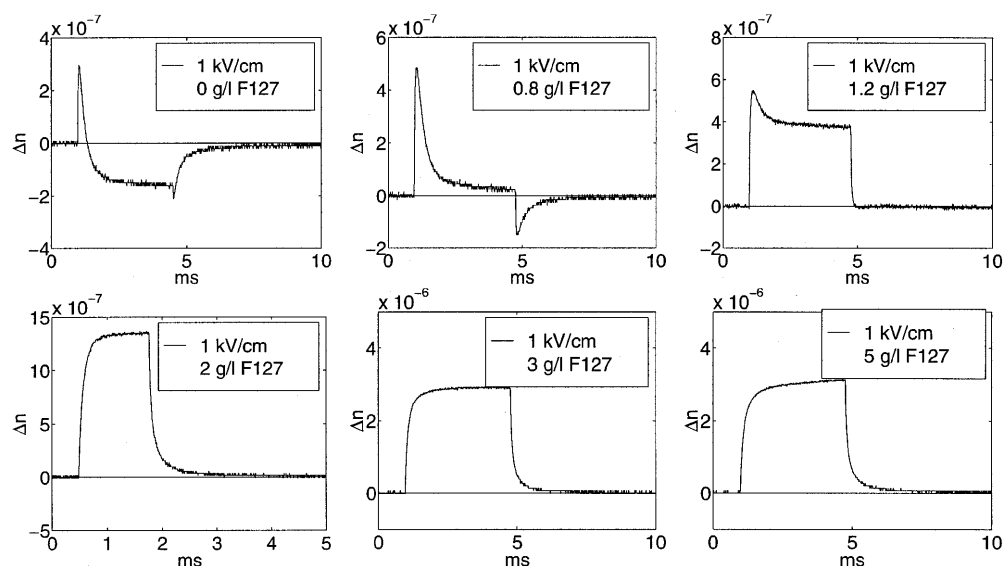 x 10⁻⁷
4
2
0
−2
−4
Δn
0 5 10
ms
1 kV/cm
0 g/l F127
x 10⁻⁷
6
4
2
0
−2
Δn
0 5 10
ms
1 kV/cm
0.8 g/l F127
x 10⁻⁷
8
6
4
2
0
−2
Δn
0 5 10
ms
1 kV/cm
1.2 g/l F127
x 10⁻⁷
15
10
5
0
−5
Δn
0 1 2 3 4 5
ms
1 kV/cm
2 g/l F127
x 10⁻⁶
4
2
0
Δn
0 5 10
ms
1 kV/cm
3 g/l F127
x 10⁻⁶
4
2
0
Δn
0 5 10
ms
1 kV/cm
5 g/l F127